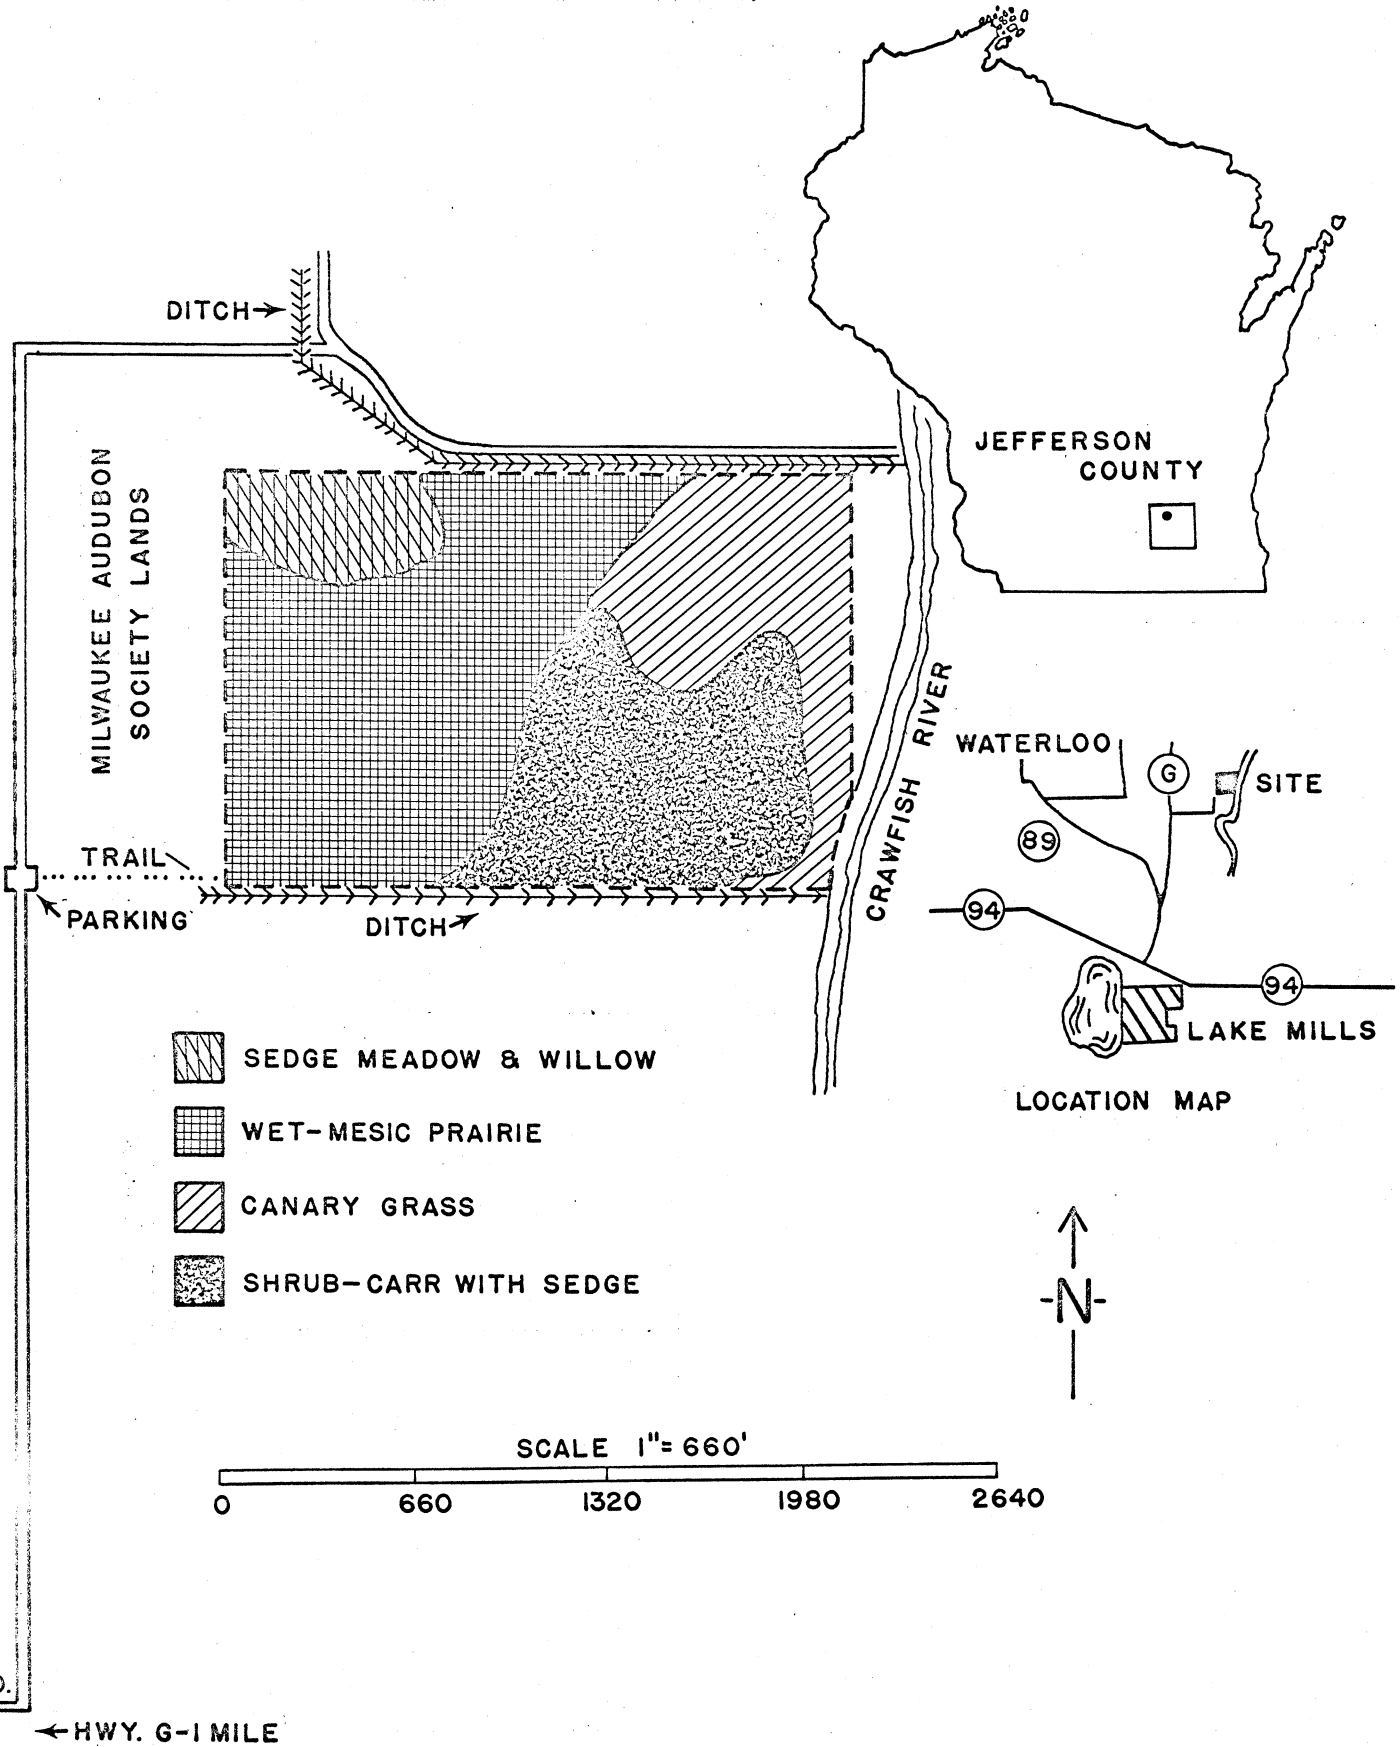 DITCH
JEFFERSON
COUNTY
MILWAUKEE AUDUBON
SOCIETY LANDS
CRAWFISH RIVER
WATERLOO
G
SITE
89
TRAIL
94
PARKING
DITCH
94
LAKE MILLS
LOCATION MAP
SEDGE MEADOW & WILLOW
WET-MESIC PRAIRIE
CANARY GRASS
SHRUB-CARR WITH SEDGE
-N-
SCALE 1"= 660'
0 660 1320 1980 2640
HWY. G-1 MILE